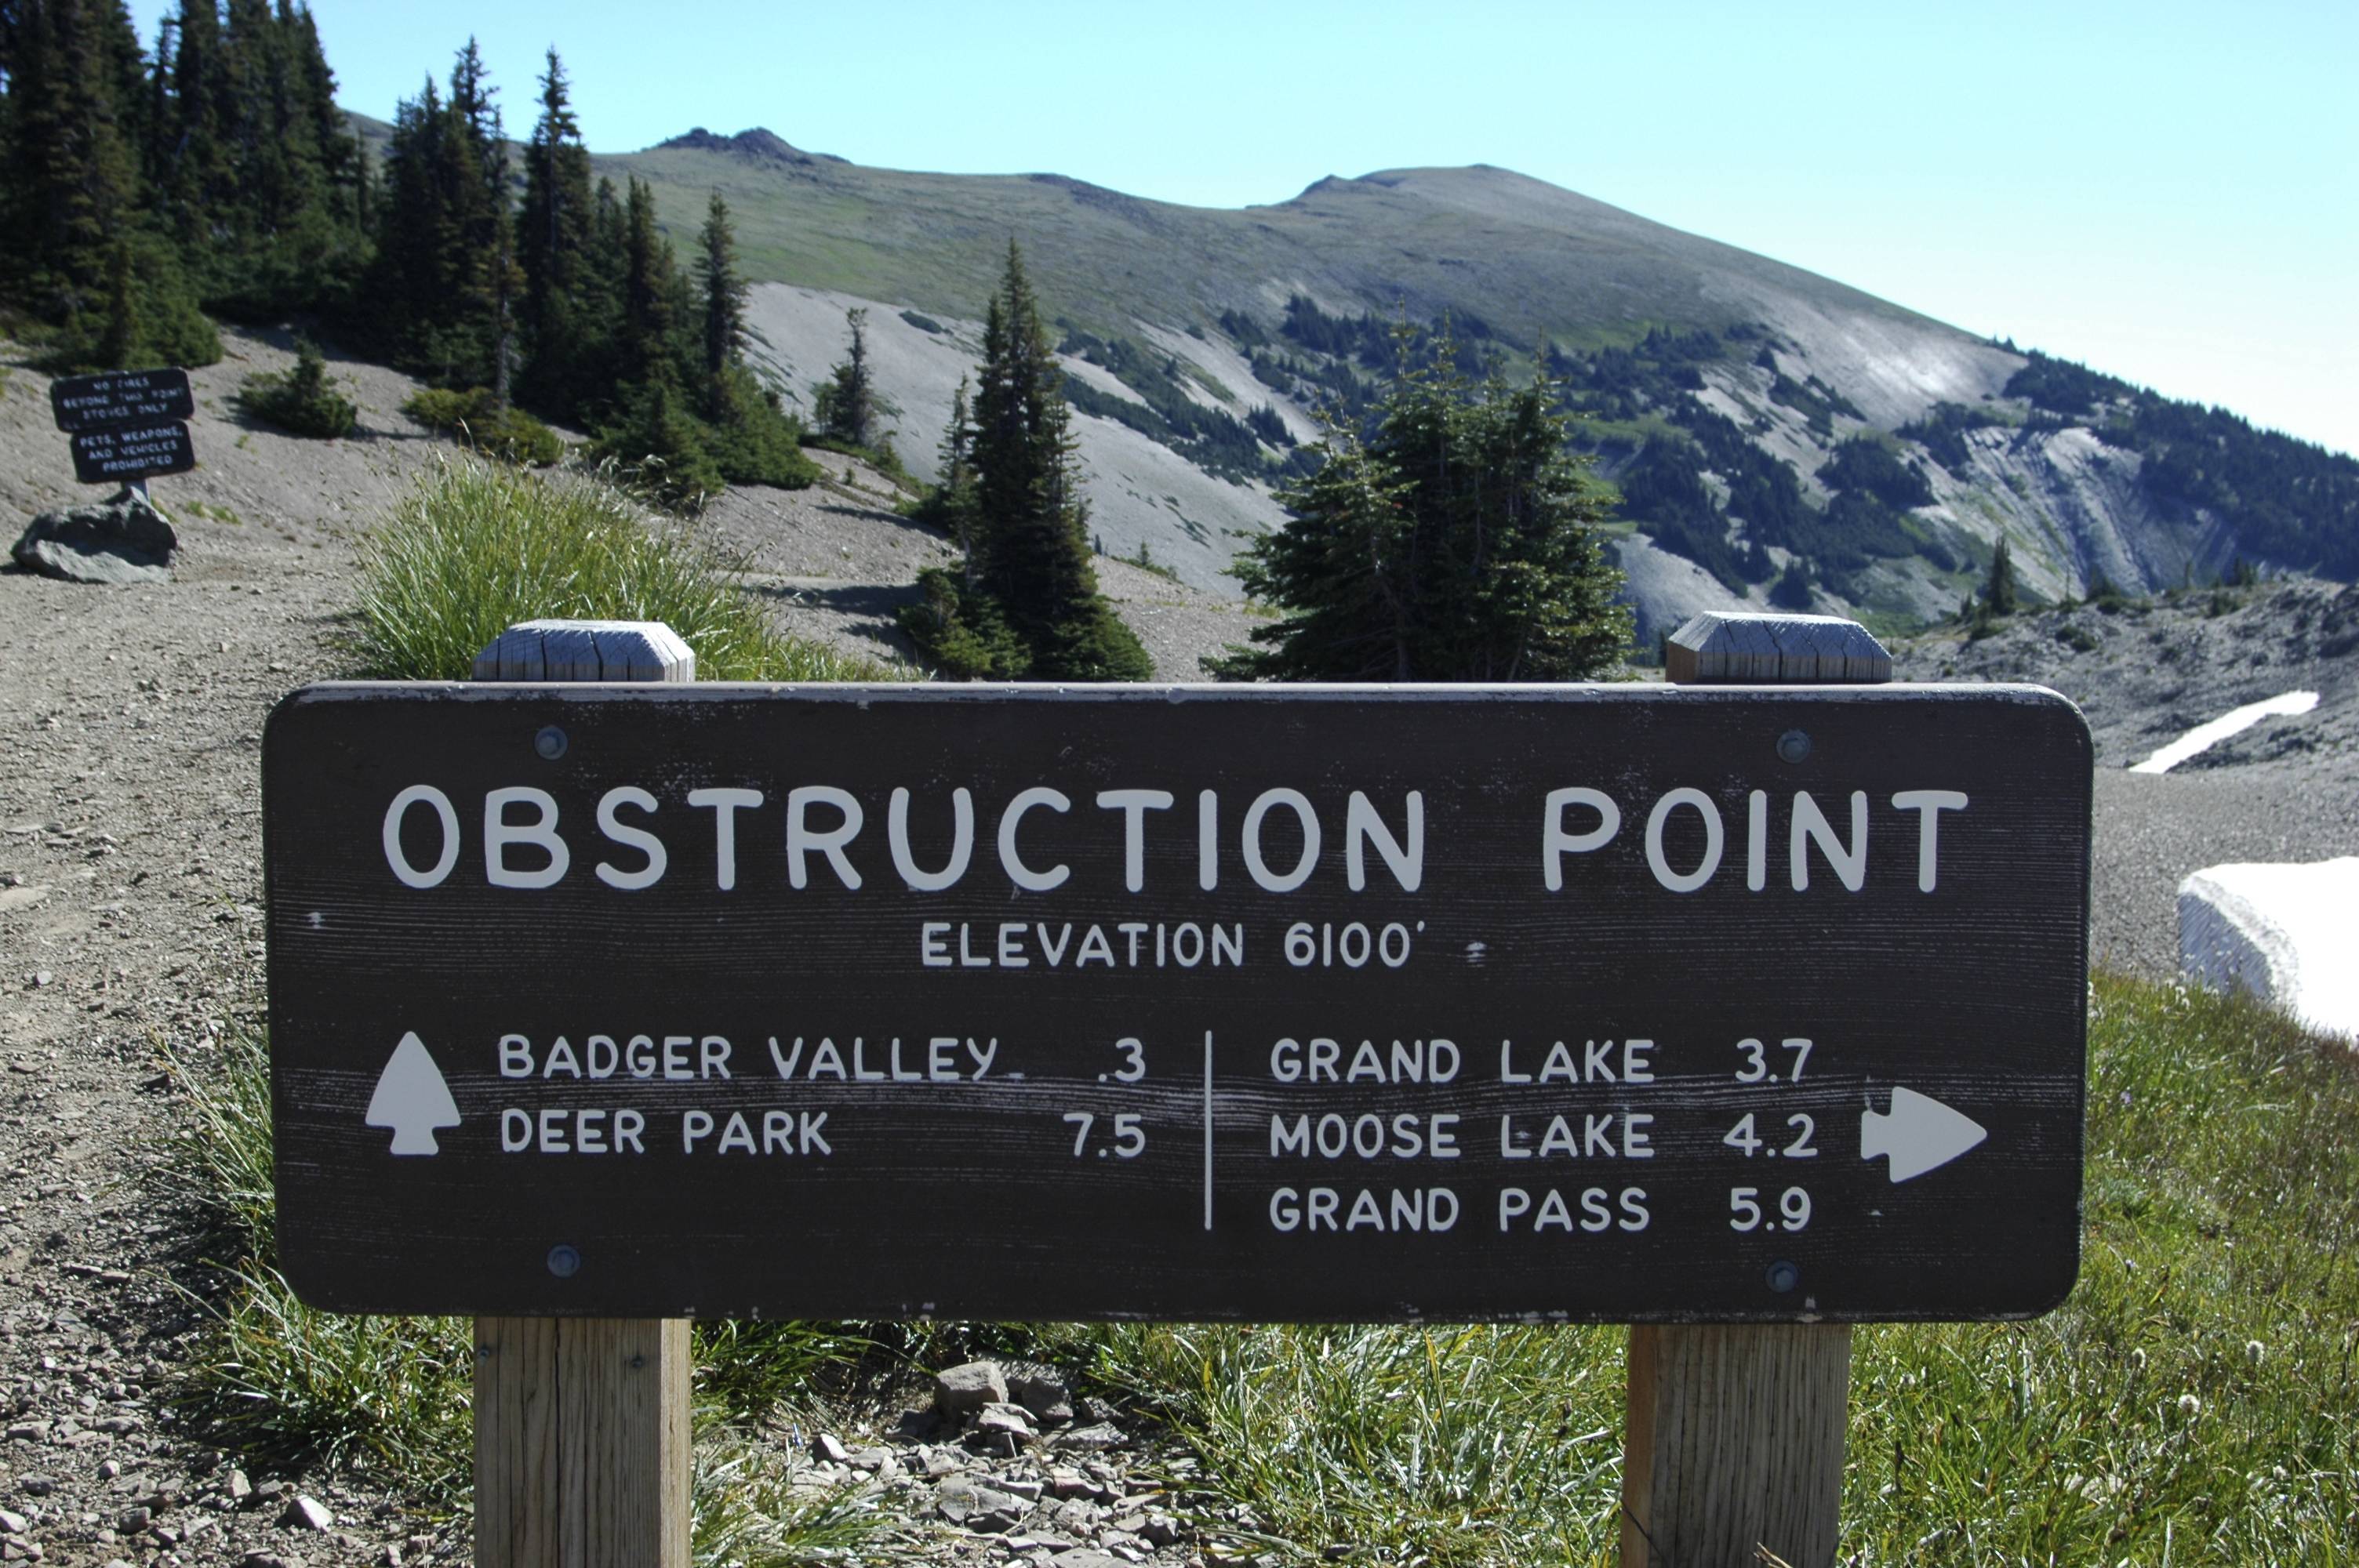 NO FIRES
BEYOND THIS POINT
STOVES ONLY
PETS, WEAPONS,
AND VEHICLES
PROHIBITED
OBSTRUCTION POINT
ELEVATION 6100'
BADGER VALLEY .3
DEER PARK 7.5
GRAND LAKE 3.7
MOOSE LAKE 4.2
GRAND PASS 5.9